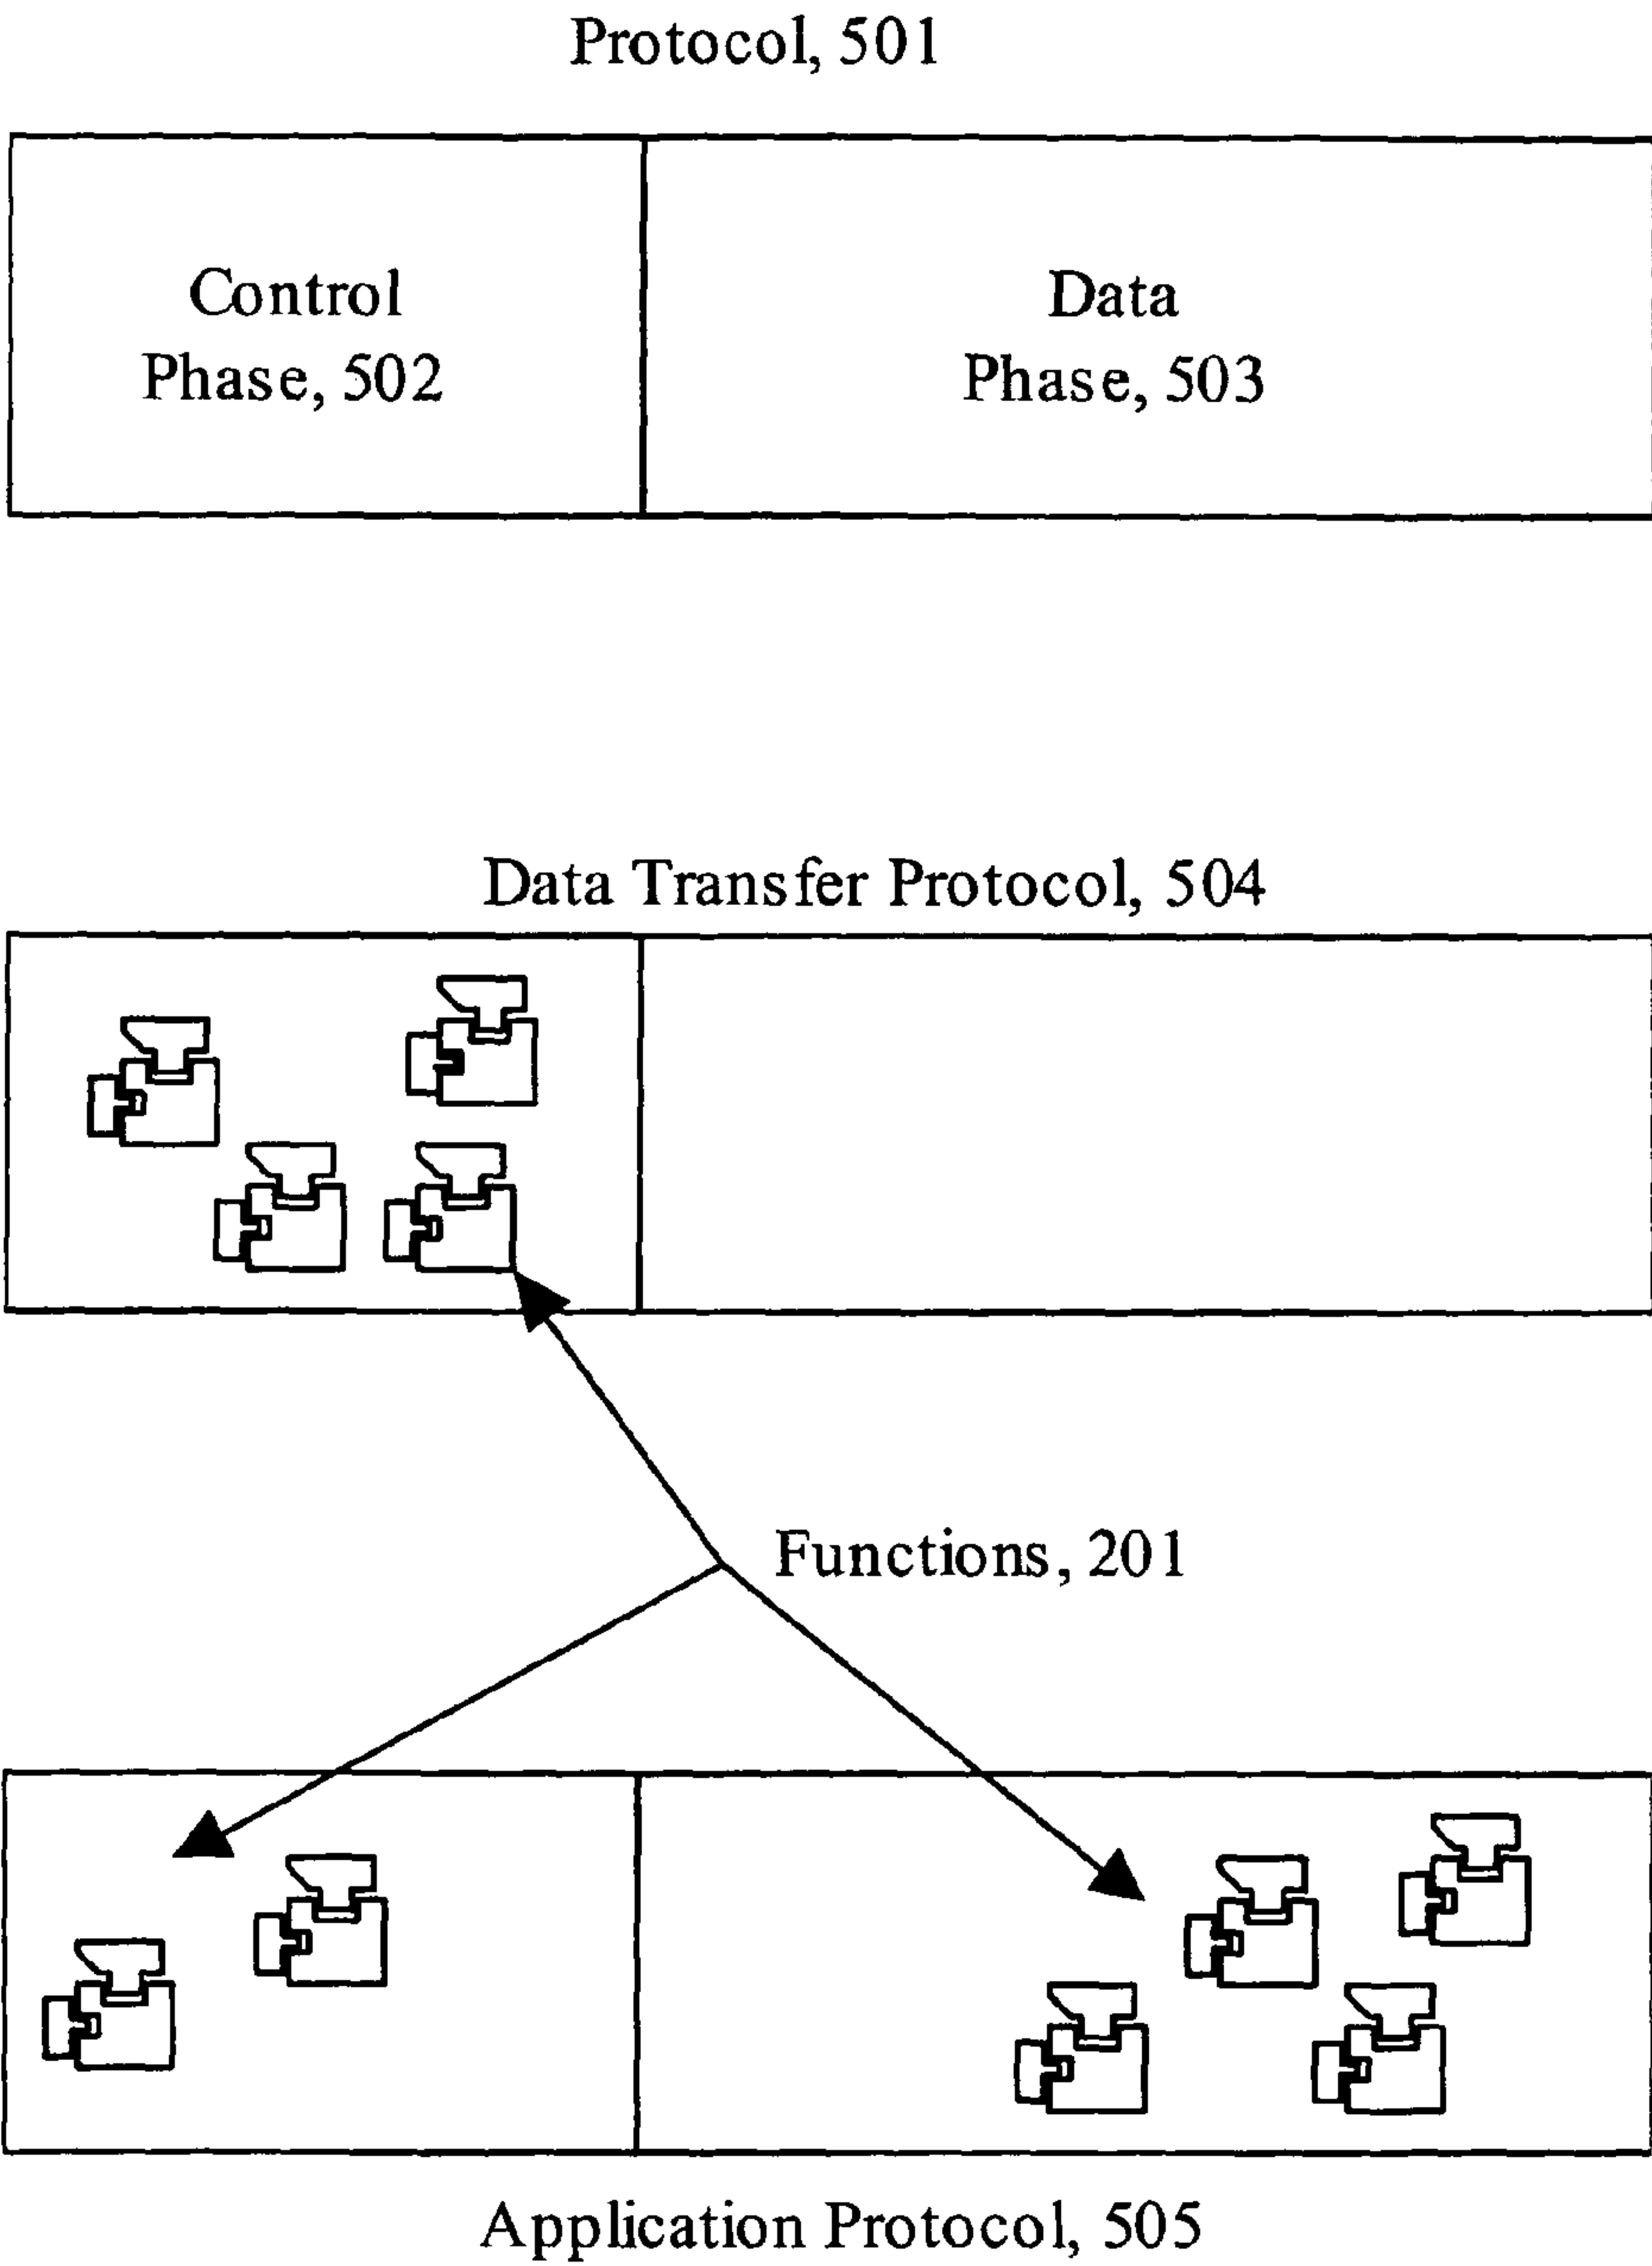 Protocol, 501
Control
Phase, 502
Data
Phase, 503
Data Transfer Protocol, 504
Functions, 201
Application Protocol, 505